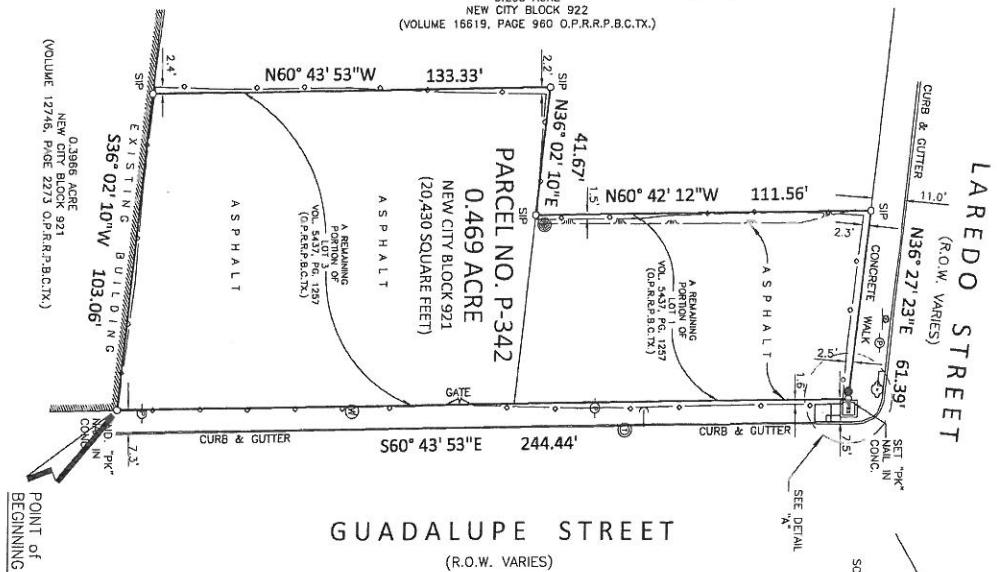 NEW CITY BLOCK 922
(VOLUME 16619, PAGE 960 O.P.R.R.P.B.C.TX.)
2.4'
SIP
N60° 43' 53"W 133.33'
2.2'
SIP
N36° 02' 10"E
41.67'
1.5'
SIP
N60° 42' 12"W 111.56'
SIP
2.3'
CURB & GUTTER
11.0'
LAREDO STREET
(R.O.W. VARIES)
N36° 27' 23"E 61.39'
CONCRETE
WALK
0.3966 ACRE
NEW CITY BLOCK 921
(VOLUME 12746, PAGE 2273 O.P.R.R.P.B.C.TX.)
S36° 02' 10"W 103.06'
EXISTING BUILDING
ASPHALT
A REMAINING
PORTION OF
LOT 3
VOL. 5437, PG. 1257
(O.P.R.R.P.B.C.TX.)
ASPHALT
PARCEL NO. P-342
0.469 ACRE
NEW CITY BLOCK 921
(20,430 SQUARE FEET)
A REMAINING
PORTION OF
LOT 1
VOL. 5437, PG. 1257
(O.P.R.R.P.B.C.TX.)
ASPHALT
2.5'
1.6'
P
GATE
W
T
T
CURB & GUTTER
S60° 43' 53"E 244.44'
CURB & GUTTER
7.3'
7.5'
SET "PK"
NAIL IN
CONC.
SEE DETAIL
"A"
"PK"
CONC.
POINT of
BEGINNING
GUADALUPE STREET
(R.O.W. VARIES)